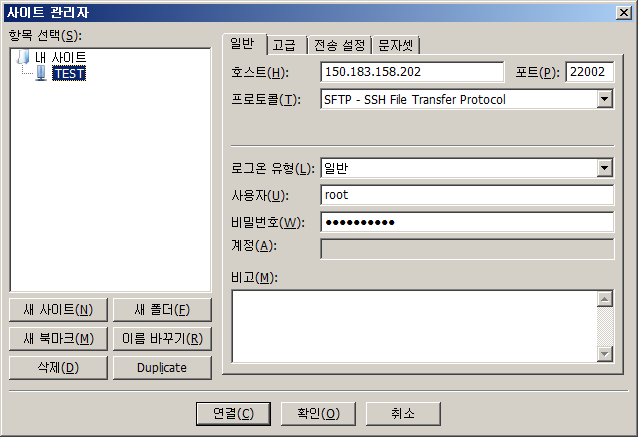 사이트 관리자
항목 선택(S):
내 사이트
TEST
새 사이트(N) 새 폴더(F)
새 북마크(M) 이름 바꾸기(R)
삭제(D) Duplicate
일반 고급 전송 설정 문자셋
호스트(H): 150.183.158.202 포트(P): 22002
프로토콜(T): SFTP - SSH File Transfer Protocol
로그온 유형(L): 일반
사용자(U): root
비밀번호(W): ●●●●●●●●●●
계정(A):
비고(M):
연결(C) 확인(O) 취소